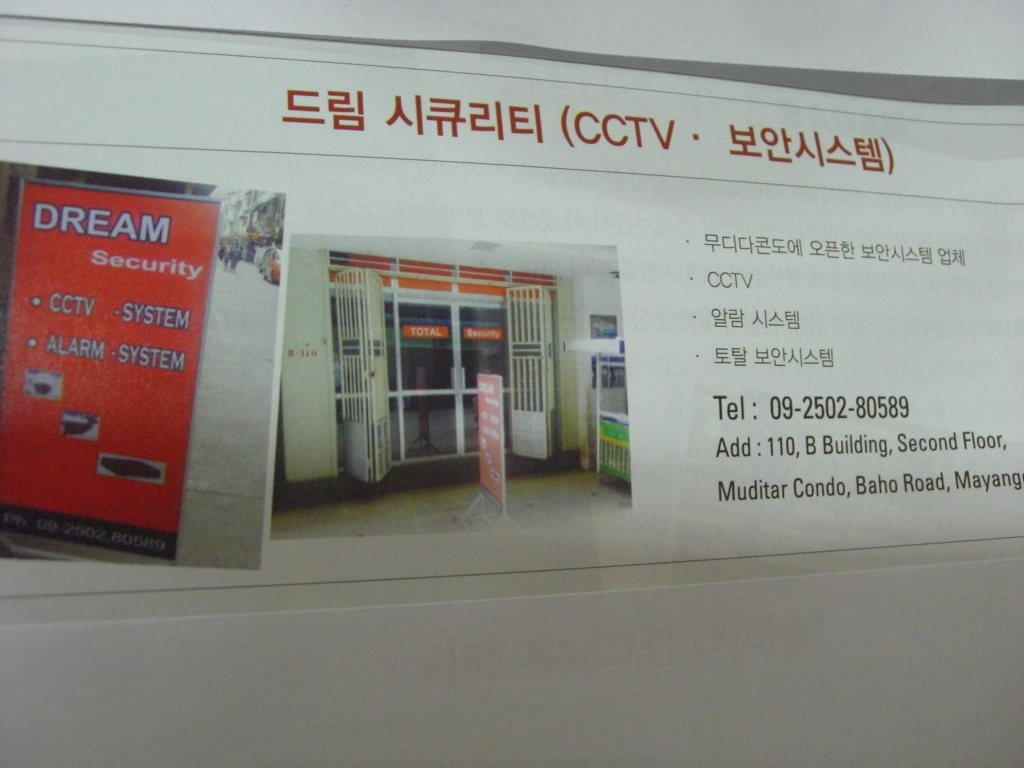 드림 시큐리티 (CCTV · 보안시스템)
DREAM
Security
• CCTV -SYSTEM
• ALARM -SYSTEM
Ph 09-2502 80589
B-110
TOTAL Security
· 무디다콘도에 오픈한 보안시스템 업체
· CCTV
· 알람 시스템
· 토탈 보안시스템
Tel : 09-2502-80589
Add : 110, B Building, Second Floor,
Muditar Condo, Baho Road, Mayang